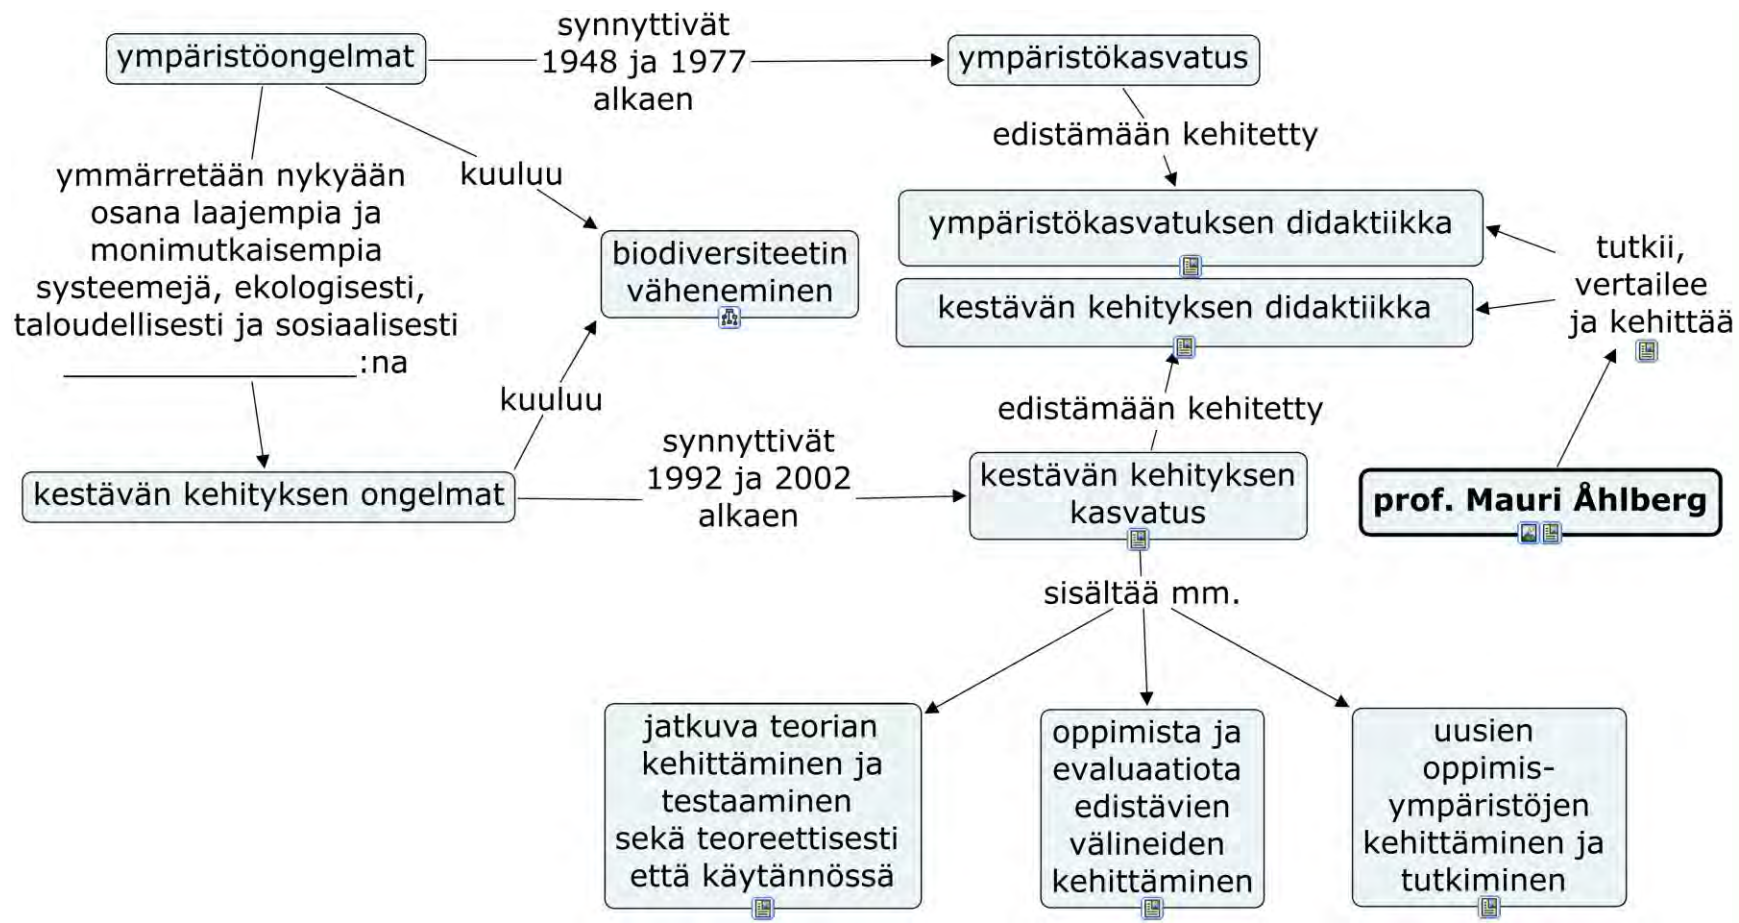 ympäristöongelmat
synnyttivät
1948 ja 1977
alkaen
ympäristökasvatus
edistämään kehitetty
ymmärretään nykyään
osana laajempia ja
monimutkaisempia
systeemejä, ekologisesti,
taloudellisesti ja sosiaalisesti
___________________:na
kuuluu
biodiversiteetin
väheneminen
ympäristökasvatuksen didaktiikka
kestävän kehityksen didaktiikka
tutkii,
vertailee
ja kehittää
kuuluu
edistämään kehitetty
kestävän kehityksen ongelmat
synnyttivät
1992 ja 2002
alkaen
kestävän kehityksen
kasvatus
prof. Mauri Åhlberg
sisältää mm.
jatkuva teorian
kehittäminen ja
testaaminen
sekä teoreettisesti
että käytännössä
oppimista ja
evaluaatiota
edistävien
välineiden
kehittäminen
uusien
oppimis-
ympäristöjen
kehittäminen ja
tutkiminen